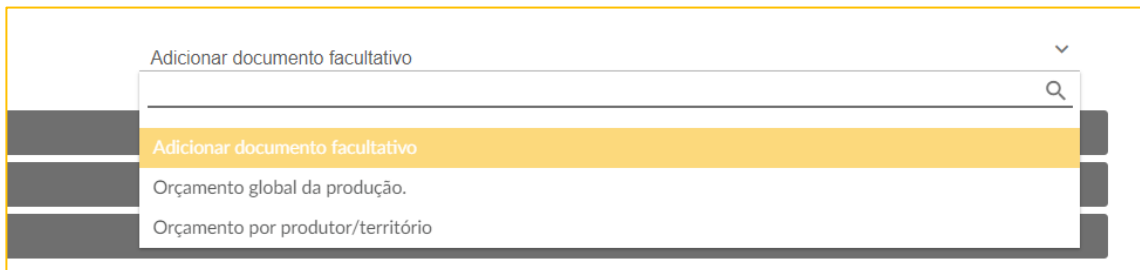 Adicionar documento facultativo
Adicionar documento facultativo
Orçamento global da produção.
Orçamento por produtor/território